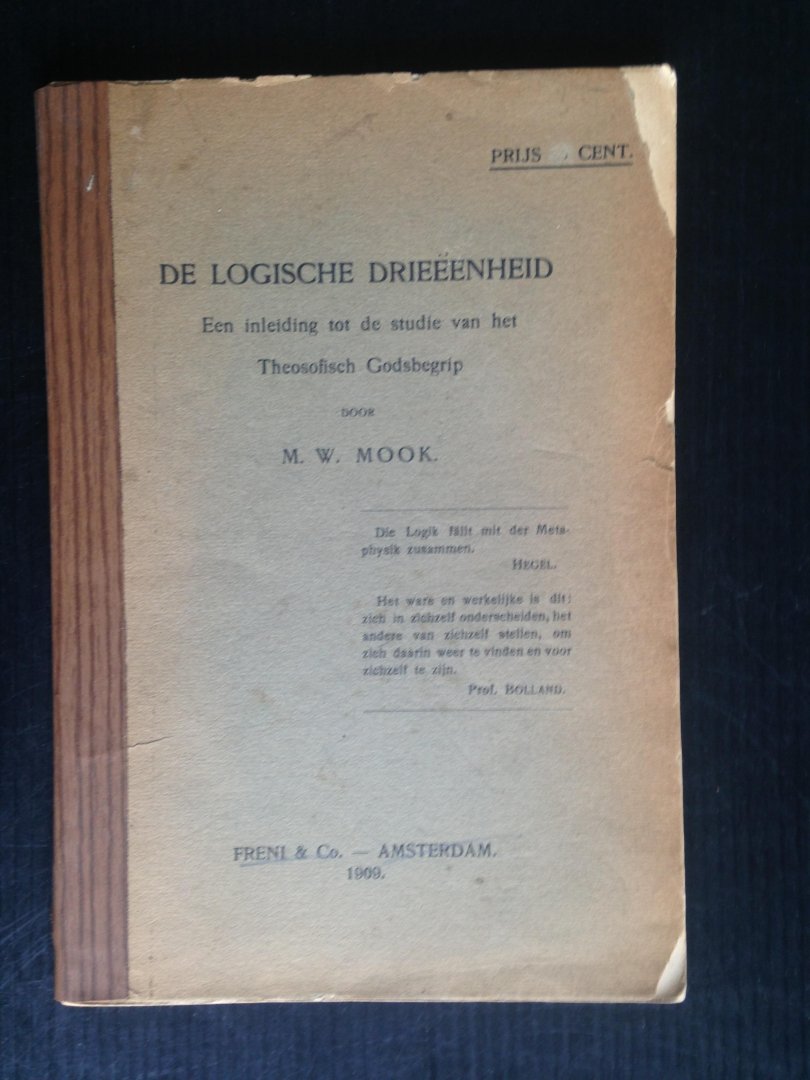 PRIJS CENT.
DE LOGISCHE DRIEËENHEID
Een inleiding tot de studie van het
Theosofisch Godsbegrip
DOOR
M. W. MOOK.
Die Logik fällt mit der Meta-
physik zusammen.
HEGEL.
Het ware en werkelijke is dit:
zich in zichzelf onderscheiden, het
andere van zichzelf stellen, om
zich daarin weer te vinden en voor
zichzelf te zijn.
Prof. BOLLAND.
FRENI & Co. — AMSTERDAM.
1909.